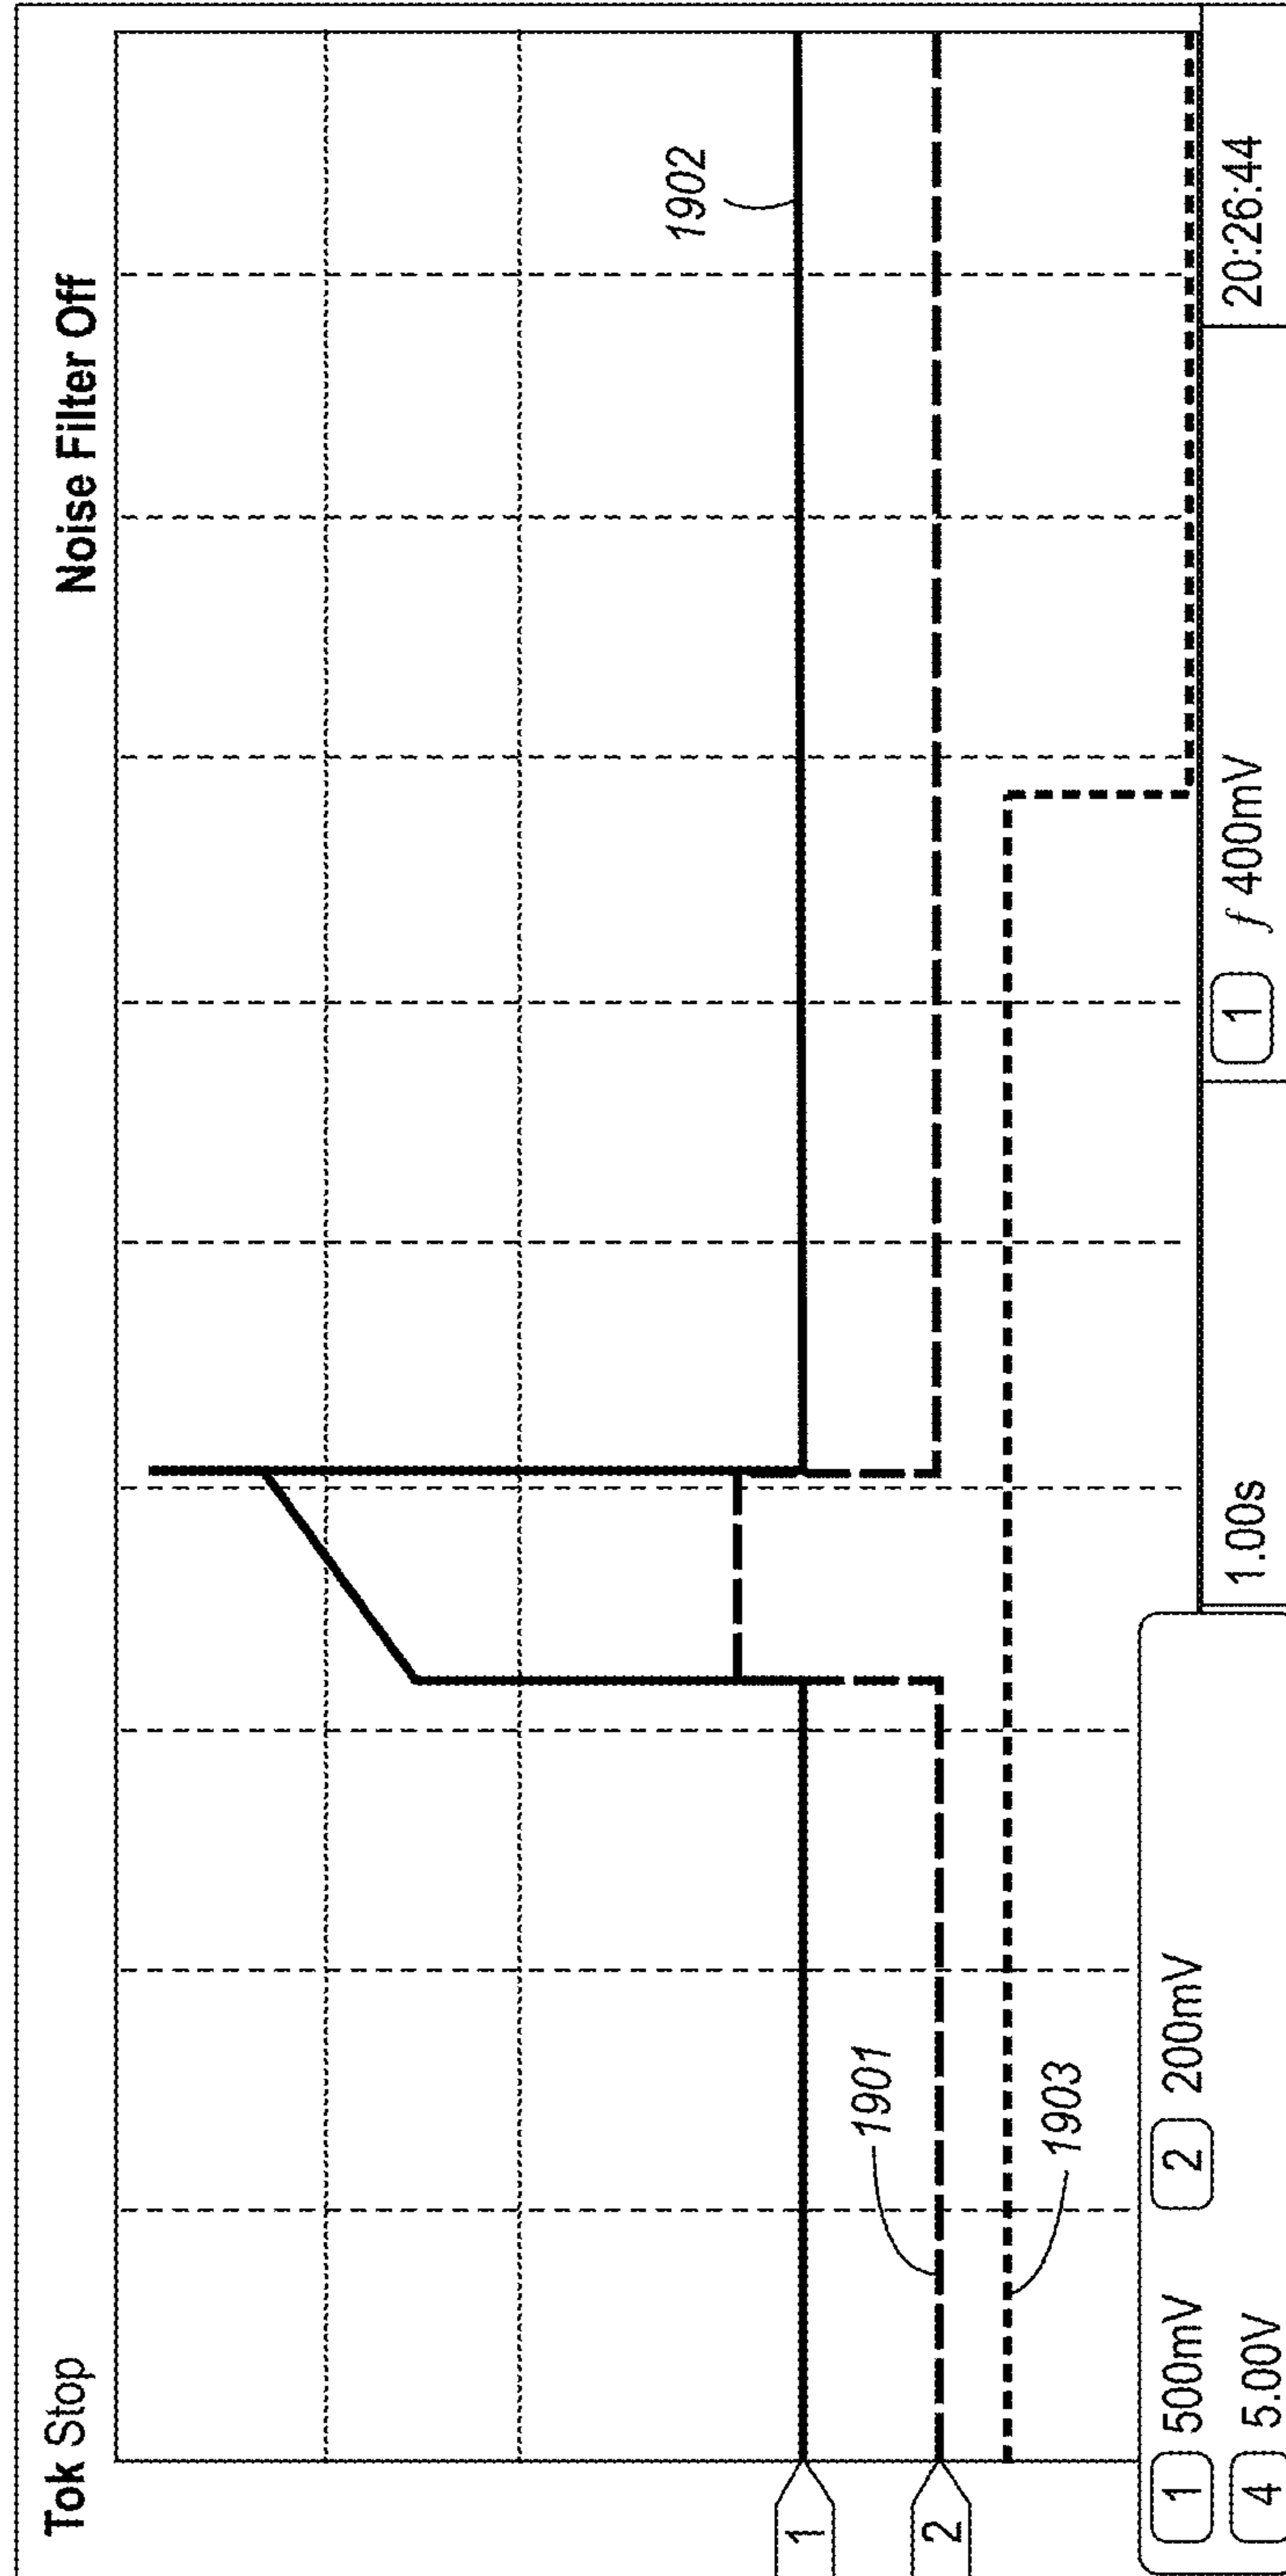 Tok Stop
Noise Filter Off
1902
1
1901
2
1903
1 500mV 2 200mV
4 5.00V
1.00s
1 f 400mV
20:26:44